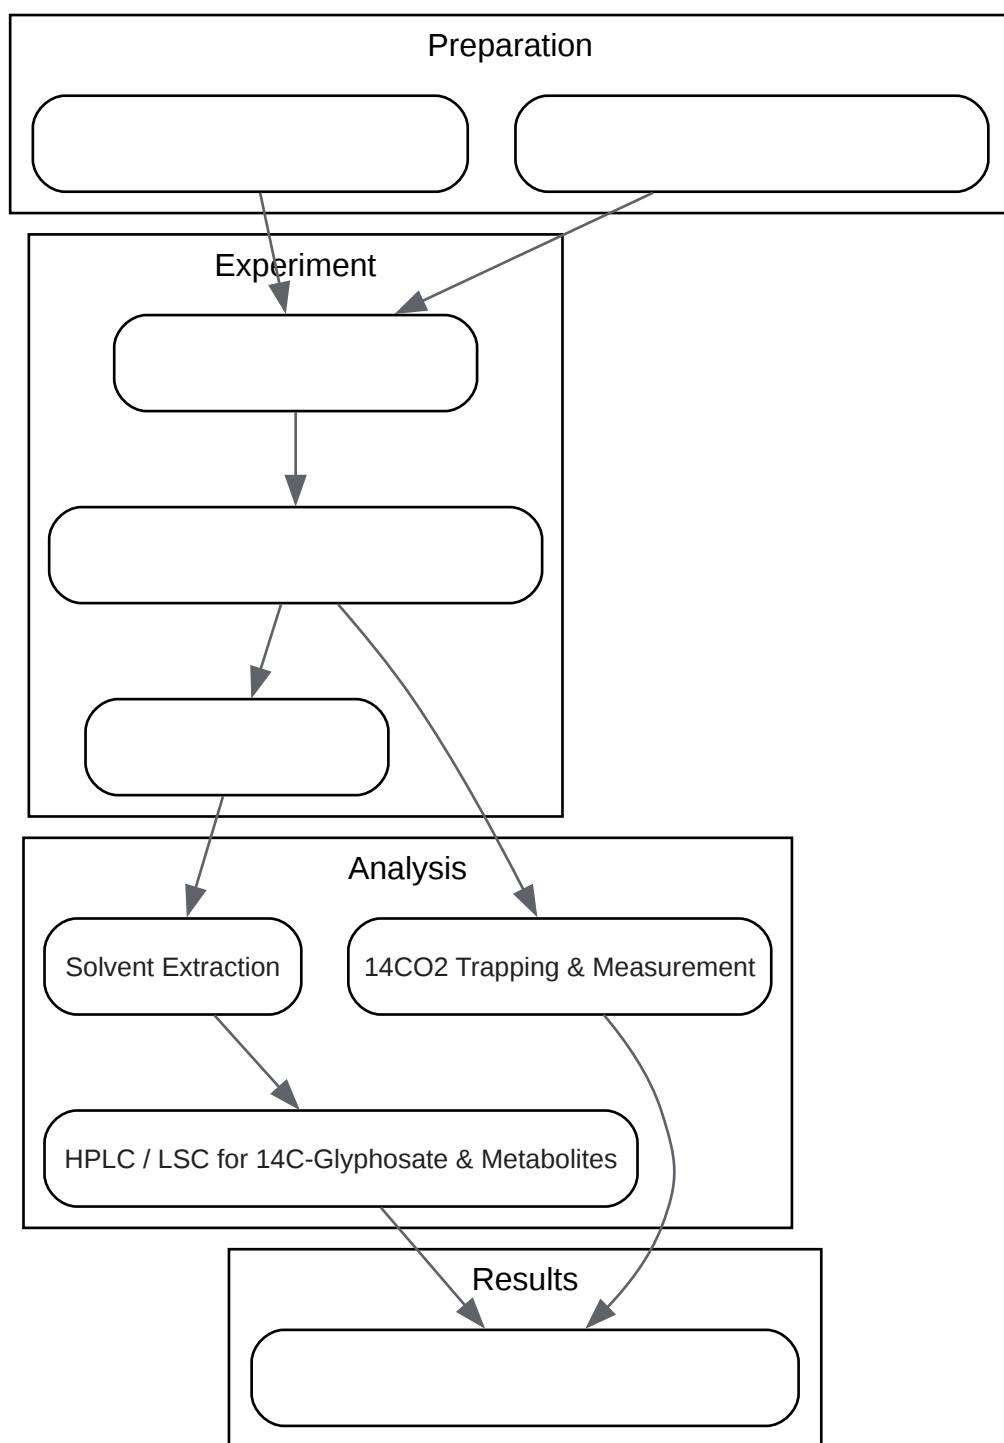 Preparation
Experiment
Analysis
Solvent Extraction
14CO2 Trapping & Measurement
HPLC / LSC for 14C-Glyphosate & Metabolites
Results